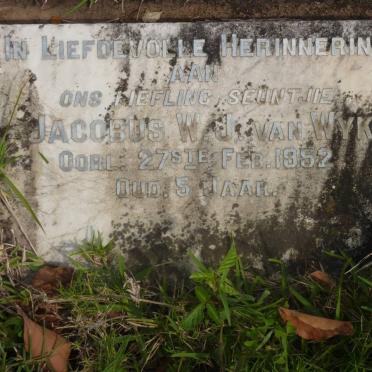 In Liefdevolle Herinnering
aan
ons liefling seuntjie
Jacobus W. J. van Wyk
Oorl. 27ste Feb. 1952
Oud. 5 Jaar.